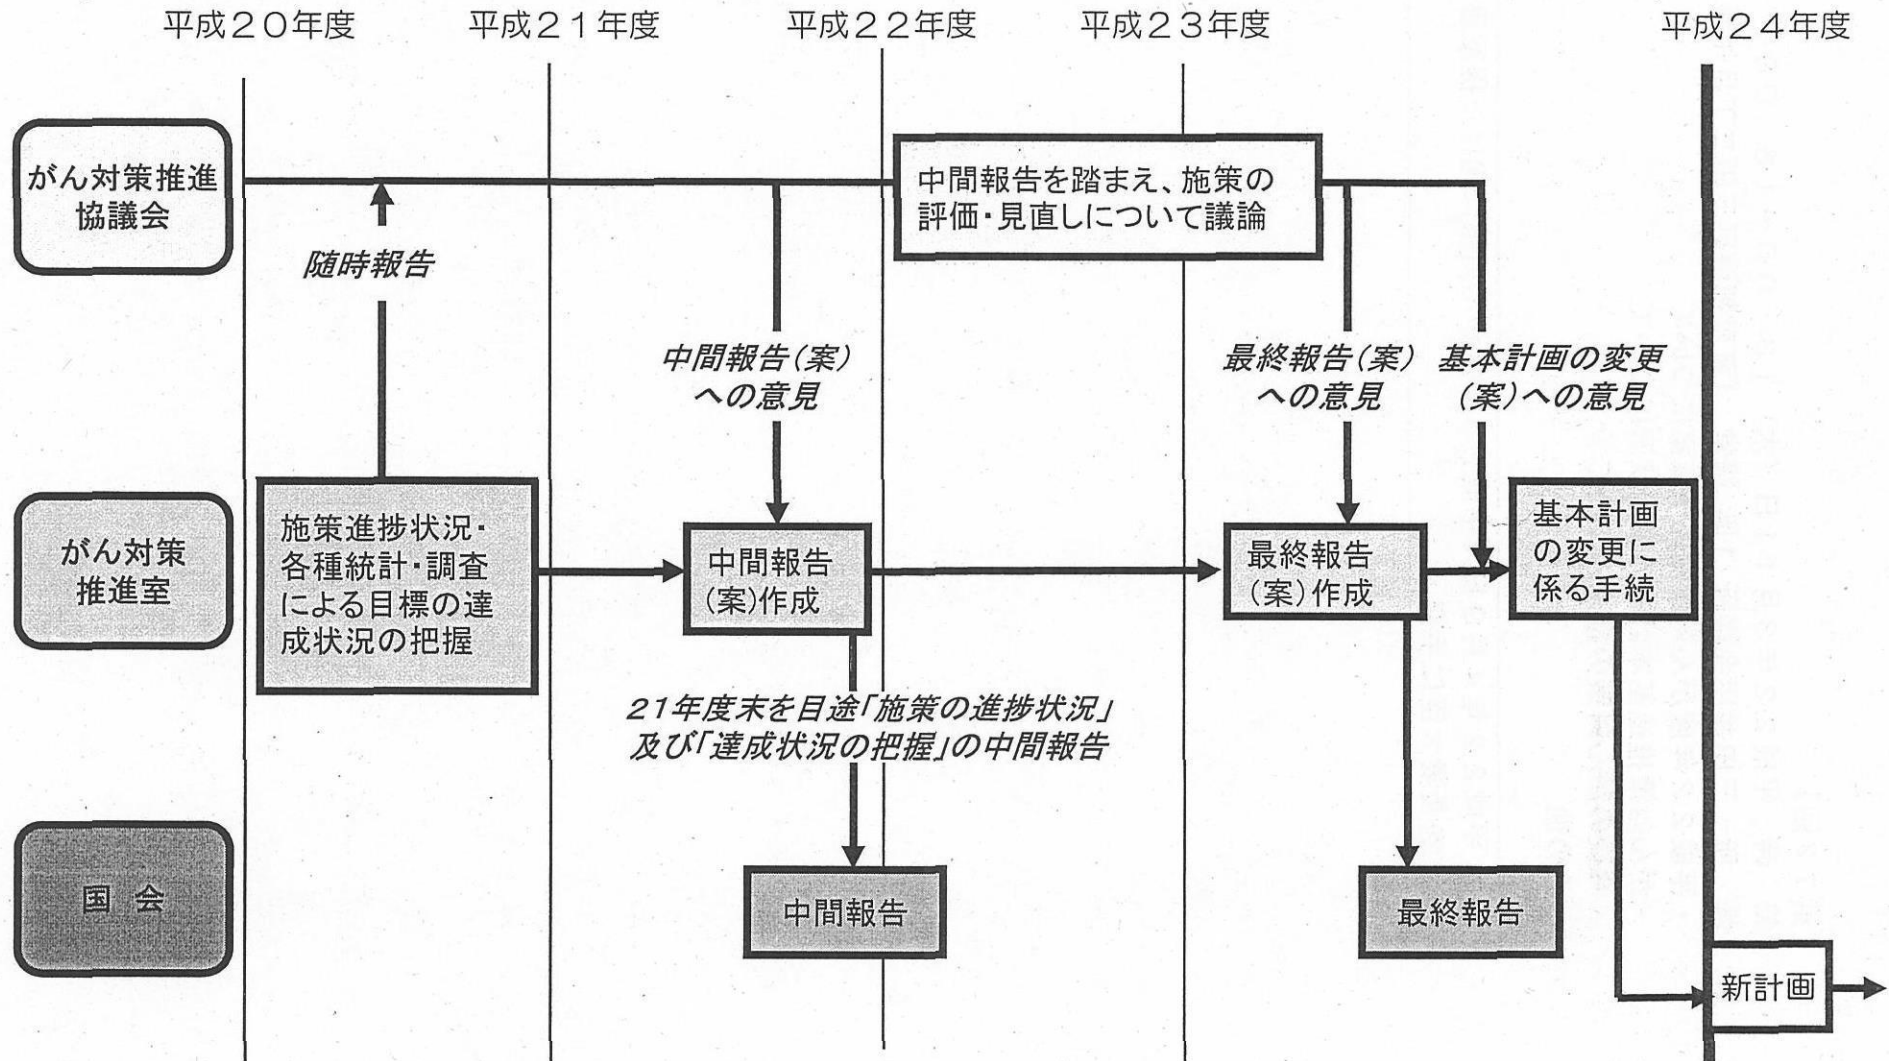 平成20年度
平成21年度
平成22年度
平成23年度
平成24年度
がん対策推進
協議会
中間報告を踏まえ、施策の
評価・見直しについて議論
随時報告
中間報告(案)
への意見
最終報告(案)
への意見
基本計画の変更
(案)への意見
がん対策
推進室
施策進捗状況・
各種統計・調査
による目標の達
成状況の把握
中間報告
(案)作成
最終報告
(案)作成
基本計画
の変更に
係る手続
21年度末を目途「施策の進捗状況」
及び「達成状況の把握」の中間報告
国 会
中間報告
最終報告
新計画